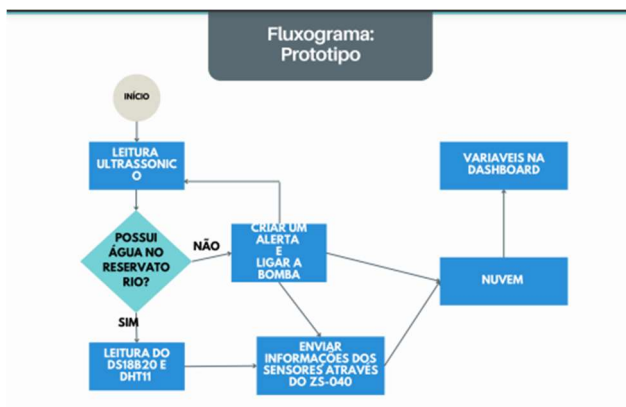 Fluxograma:
Prototipo
INÍCIO
LEITURA
ULTRASSONIC
O
VARIAVEIS NA
DASHBOARD
POSSUI
ÁGUA NO
RESERVATO
RIO?
NÃO
CRIAR UM
ALERTA
E
LIGAR A
BOMBA
NUVEM
SIM
LEITURA DO
DS18B20 E
DHT11
ENVIAR
INFORMAÇÕES DOS
SENSORES ATRAVÉS
DO ZS-040